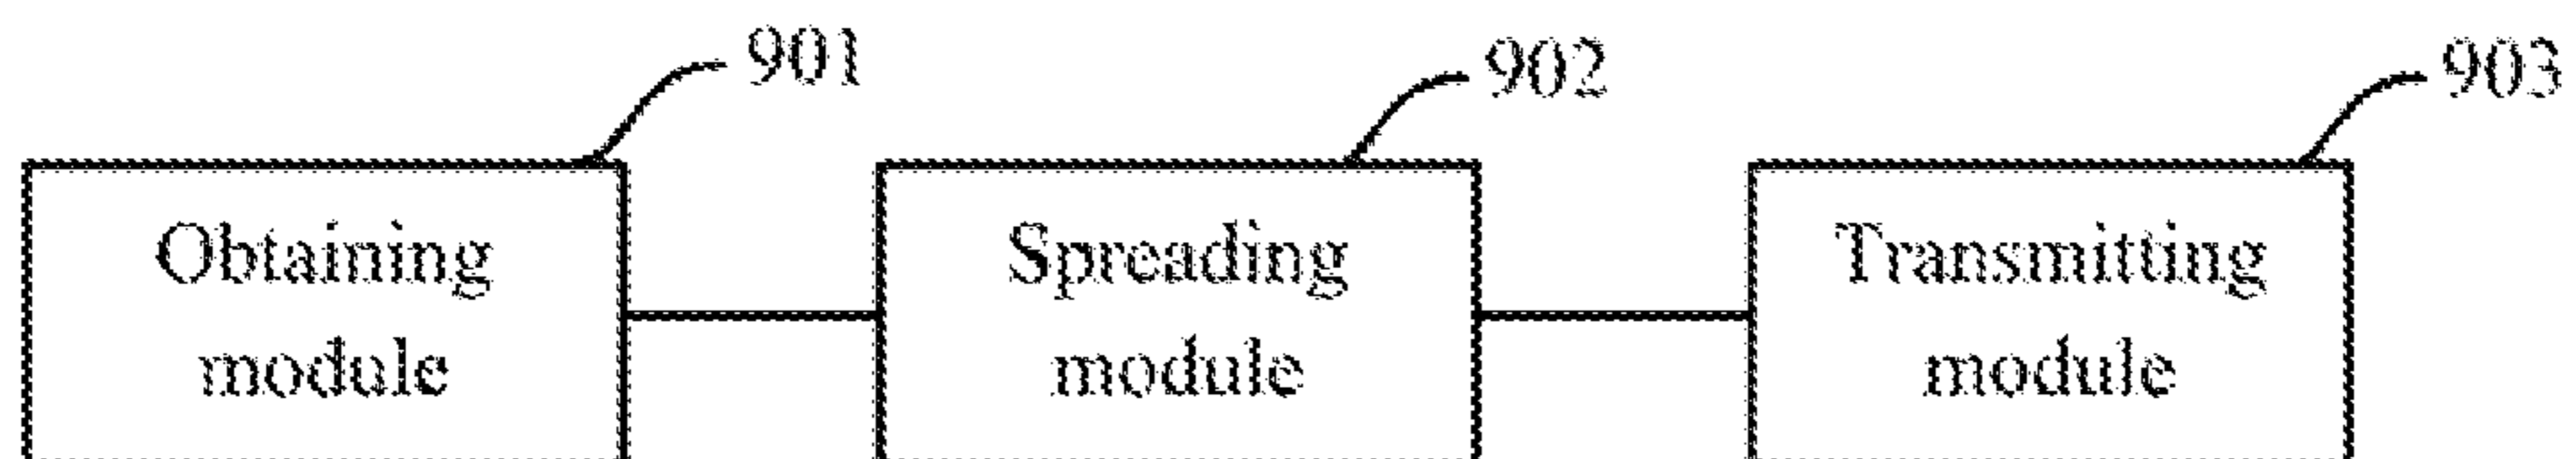 901
902
903
Obtaining
module
Spreading
module
Transmitting
module